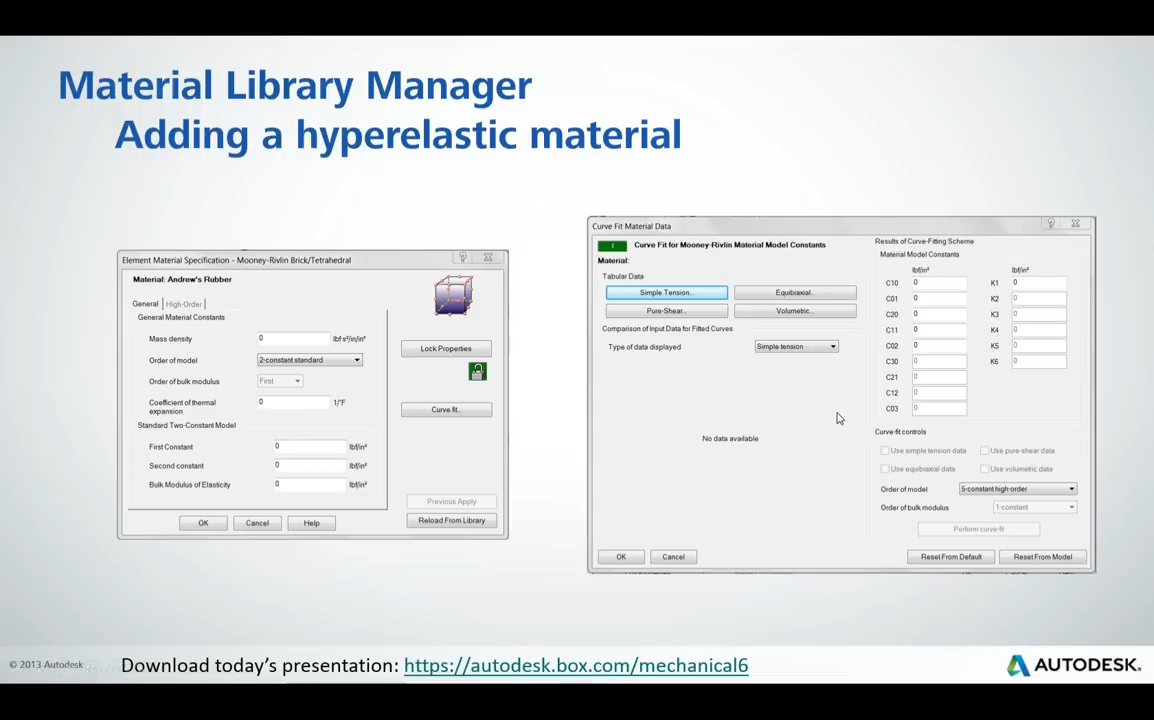 Material Library Manager
Adding a hyperelastic material
Element Material Specification - Mooney-Rivlin Brick/Tetrahedral
Material: Andrew's Rubber
General High-Order
General Material Constants
Mass density 0 lbf s²/in/in³
Order of model 2-constant standard
Order of bulk modulus First
Coefficient of thermal expansion 0 1/°F
Standard Two-Constant Model
First Constant 0 lbf/in²
Second constant 0 lbf/in²
Bulk Modulus of Elasticity 0 lbf/in²
Lock Properties
Curve fit...
Previous Apply
Reload From Library
OK Cancel Help
Curve Fit Material Data
Curve Fit for Mooney-Rivlin Material Model Constants
Material:
Tabular Data
Simple Tension... Equibiaxial...
Pure-Shear... Volumetric...
Comparison of Input Data for Fitted Curves
Type of data displayed Simple tension
No data available
Results of Curve-Fitting Scheme
Material Model Constants
lbf/in² lbf/in²
C10 0 K1 0
C01 0 K2 0
C20 0 K3 0
C11 0 K4 0
C02 0 K5 0
C30 0 K6 0
C21 0
C12 0
C03 0
Curve-fit controls
Use simple tension data Use pure-shear data
Use equibiaxial data Use volumetric data
Order of model 5-constant high-order
Order of bulk modulus 1-constant
Perform curve-fit
OK Cancel Reset From Default Reset From Model
© 2013 Autodesk
Download today's presentation: https://autodesk.box.com/mechanical6
AUTODESK.